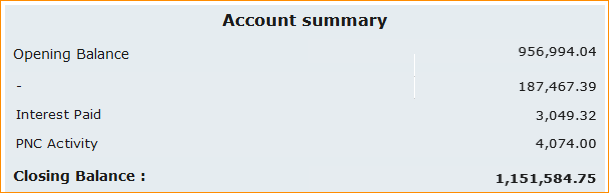 Account summary
Opening Balance 956,994.04
- 187,467.39
Interest Paid 3,049.32
PNC Activity 4,074.00
Closing Balance : 1,151,584.75